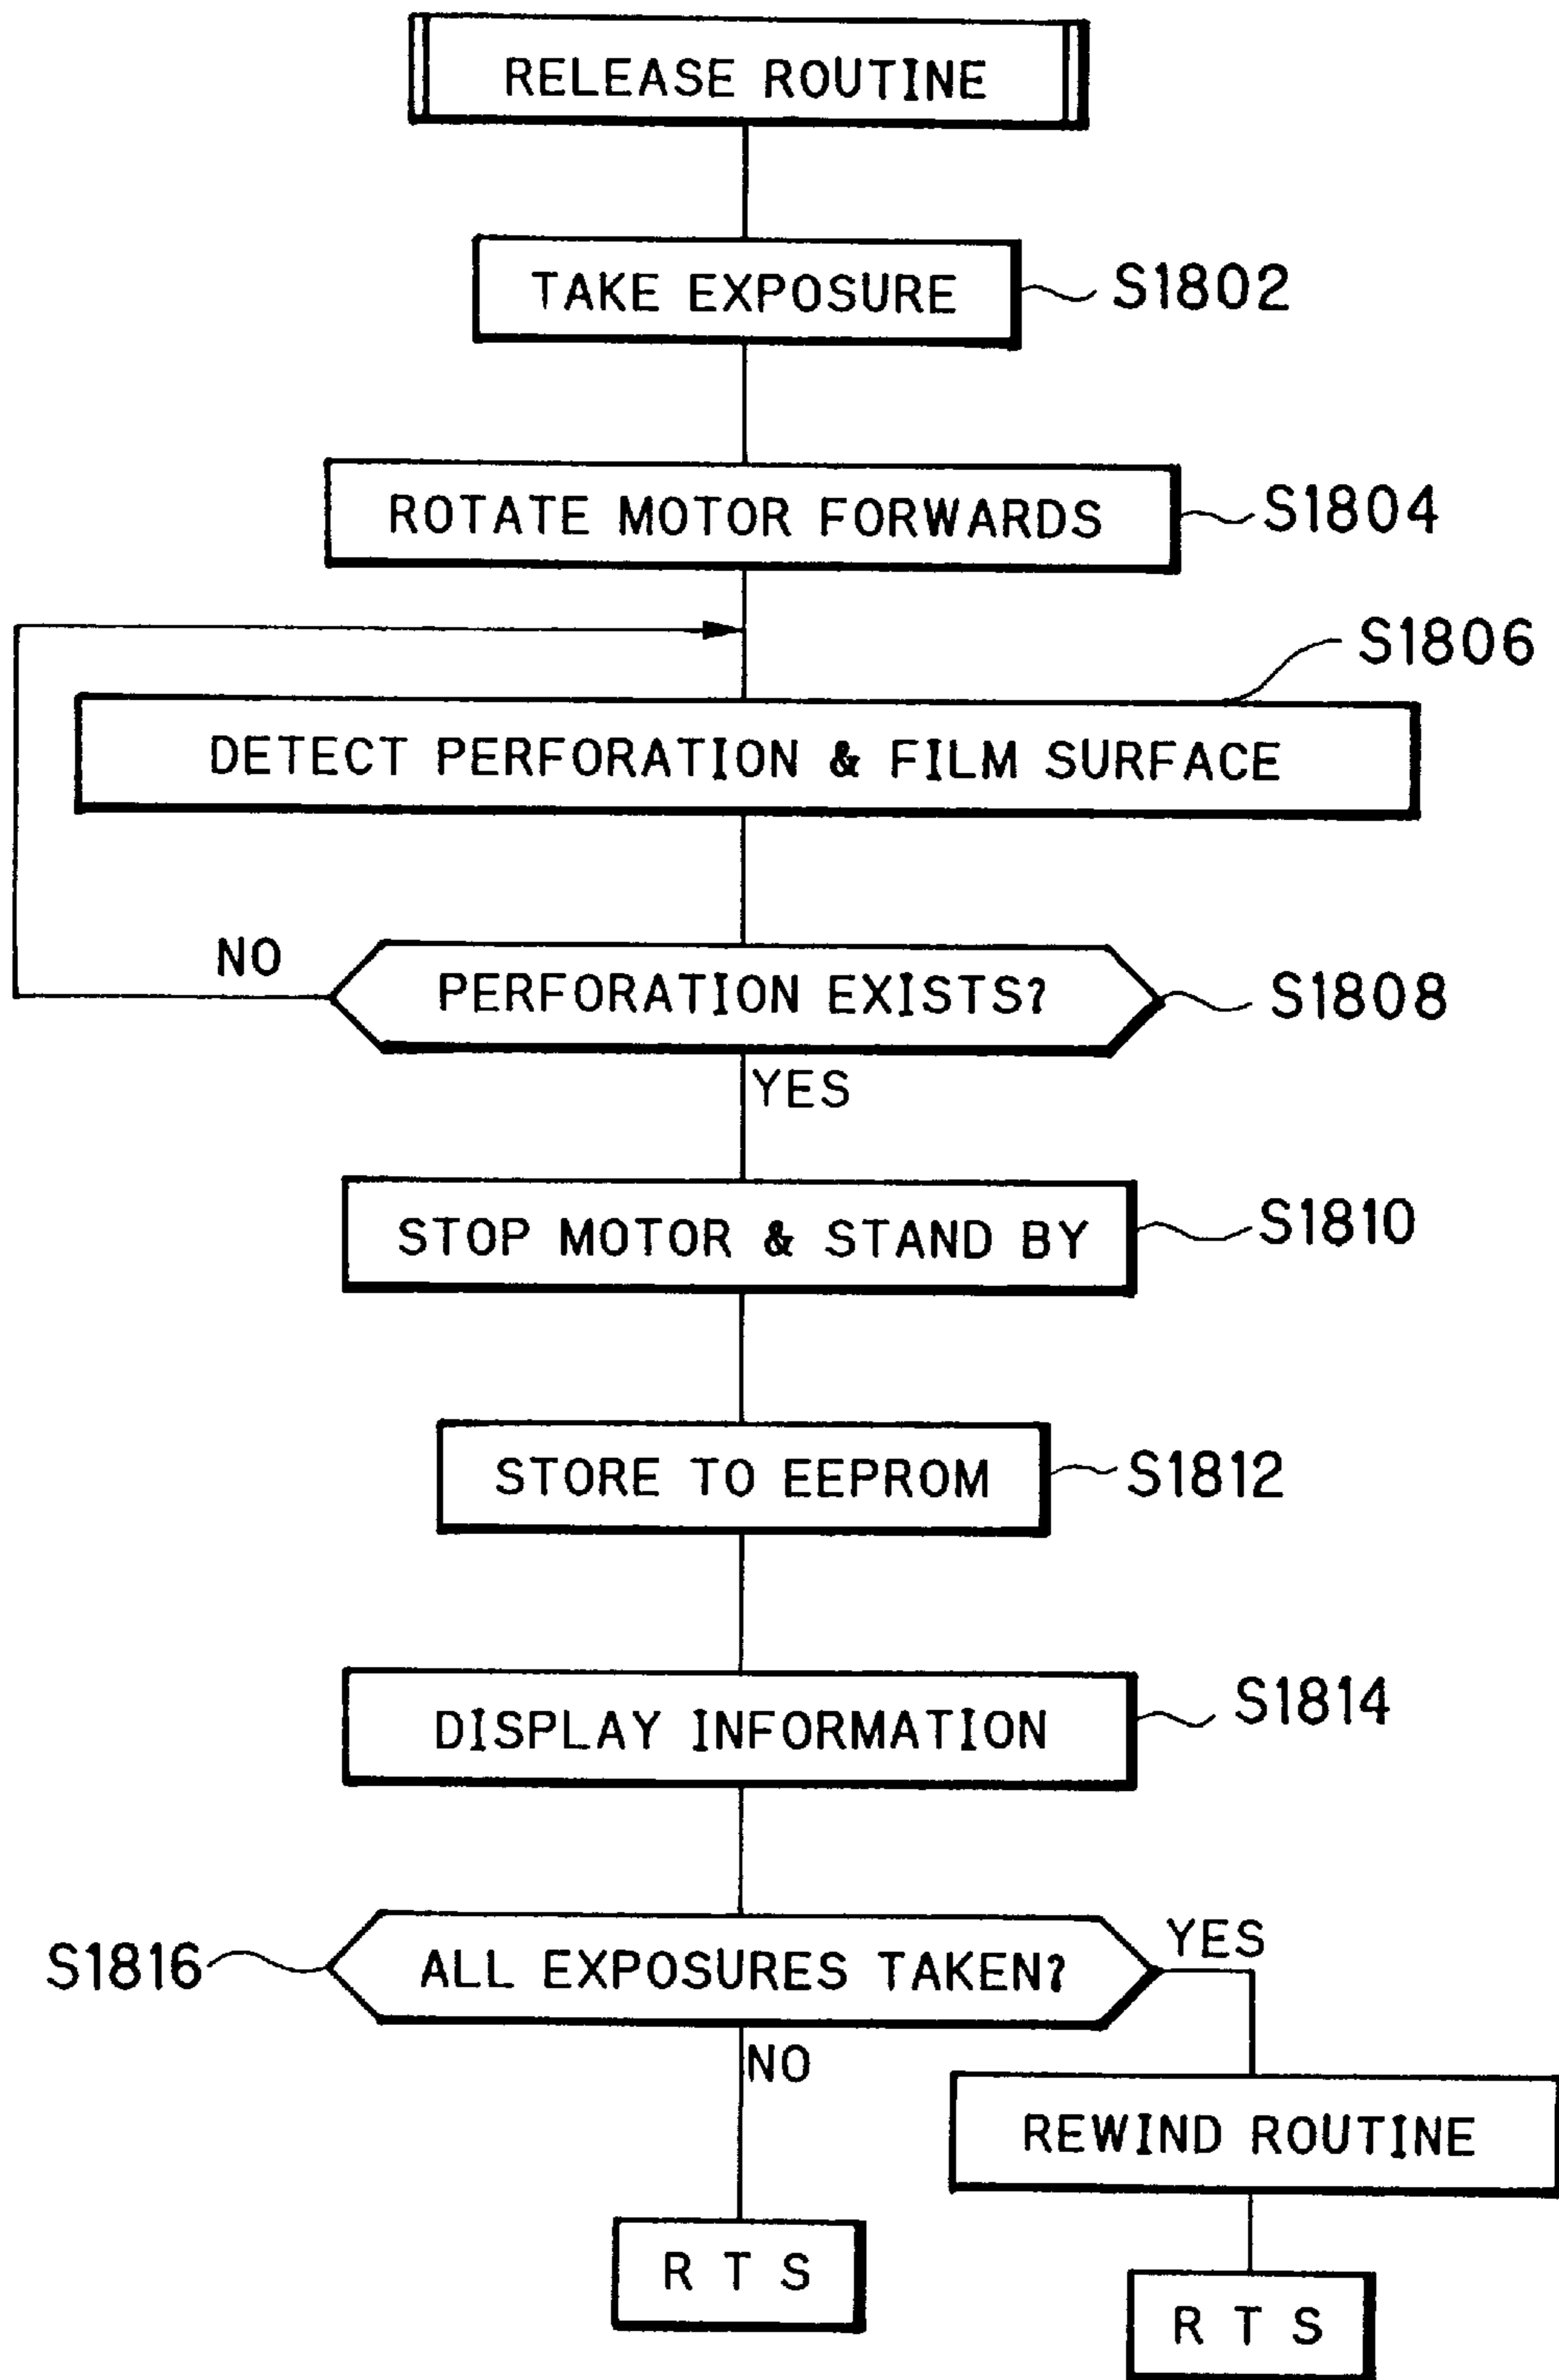 RELEASE ROUTINE
TAKE EXPOSURE
S1802
ROTATE MOTOR FORWARDS
S1804
S1806
DETECT PERFORATION & FILM SURFACE
NO
PERFORATION EXISTS?
S1808
YES
STOP MOTOR & STAND BY
S1810
STORE TO EEPROM
S1812
DISPLAY INFORMATION
S1814
S1816
ALL EXPOSURES TAKEN?
YES
NO
REWIND ROUTINE
R T S
R T S